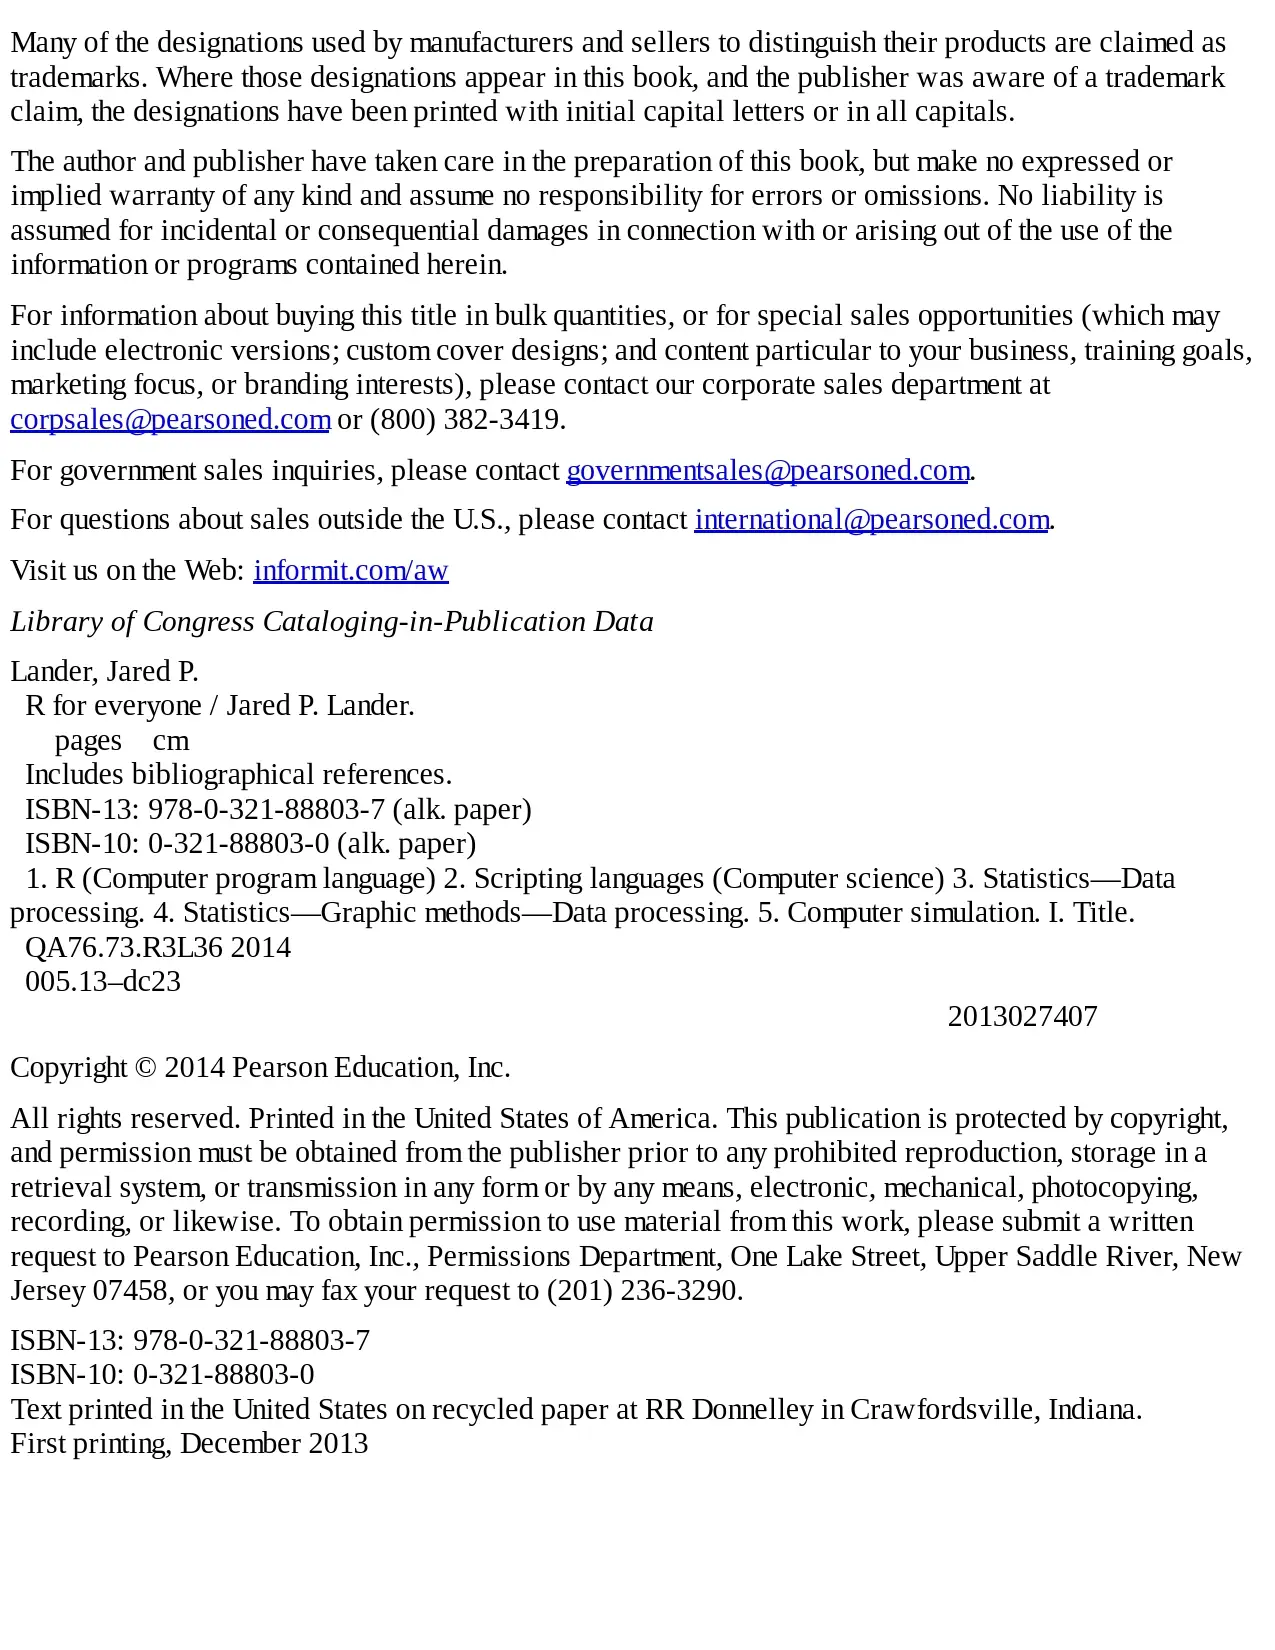 Many of the designations used by manufacturers and sellers to distinguish their products are claimed as
trademarks. Where those designations appear in this book, and the publisher was aware of a trademark
claim, the designations have been printed with initial capital letters or in all capitals.
The author and publisher have taken care in the preparation of this book, but make no expressed or
implied warranty of any kind and assume no responsibility for errors or omissions. No liability is
assumed for incidental or consequential damages in connection with or arising out of the use of the
information or programs contained herein.
For information about buying this title in bulk quantities, or for special sales opportunities (which may
include electronic versions; custom cover designs; and content particular to your business, training goals,
marketing focus, or branding interests), please contact our corporate sales department at
corpsales@pearsoned.com or (800) 382-3419.
For government sales inquiries, please contact governmentsales@pearsoned.com.
For questions about sales outside the U.S., please contact international@pearsoned.com.
Visit us on the Web: informit.com/aw
Library of Congress Cataloging-in-Publication Data
Lander, Jared P.
R for everyone / Jared P. Lander.
pages cm
Includes bibliographical references.
ISBN-13: 978-0-321-88803-7 (alk. paper)
ISBN-10: 0-321-88803-0 (alk. paper)
1. R (Computer program language) 2. Scripting languages (Computer science) 3. Statistics—Data
processing. 4. Statistics—Graphic methods—Data processing. 5. Computer simulation. I. Title.
QA76.73.R3L36 2014
005.13–dc23
2013027407
Copyright © 2014 Pearson Education, Inc.
All rights reserved. Printed in the United States of America. This publication is protected by copyright,
and permission must be obtained from the publisher prior to any prohibited reproduction, storage in a
retrieval system, or transmission in any form or by any means, electronic, mechanical, photocopying,
recording, or likewise. To obtain permission to use material from this work, please submit a written
request to Pearson Education, Inc., Permissions Department, One Lake Street, Upper Saddle River, New
Jersey 07458, or you may fax your request to (201) 236-3290.
ISBN-13: 978-0-321-88803-7
ISBN-10: 0-321-88803-0
Text printed in the United States on recycled paper at RR Donnelley in Crawfordsville, Indiana.
First printing, December 2013